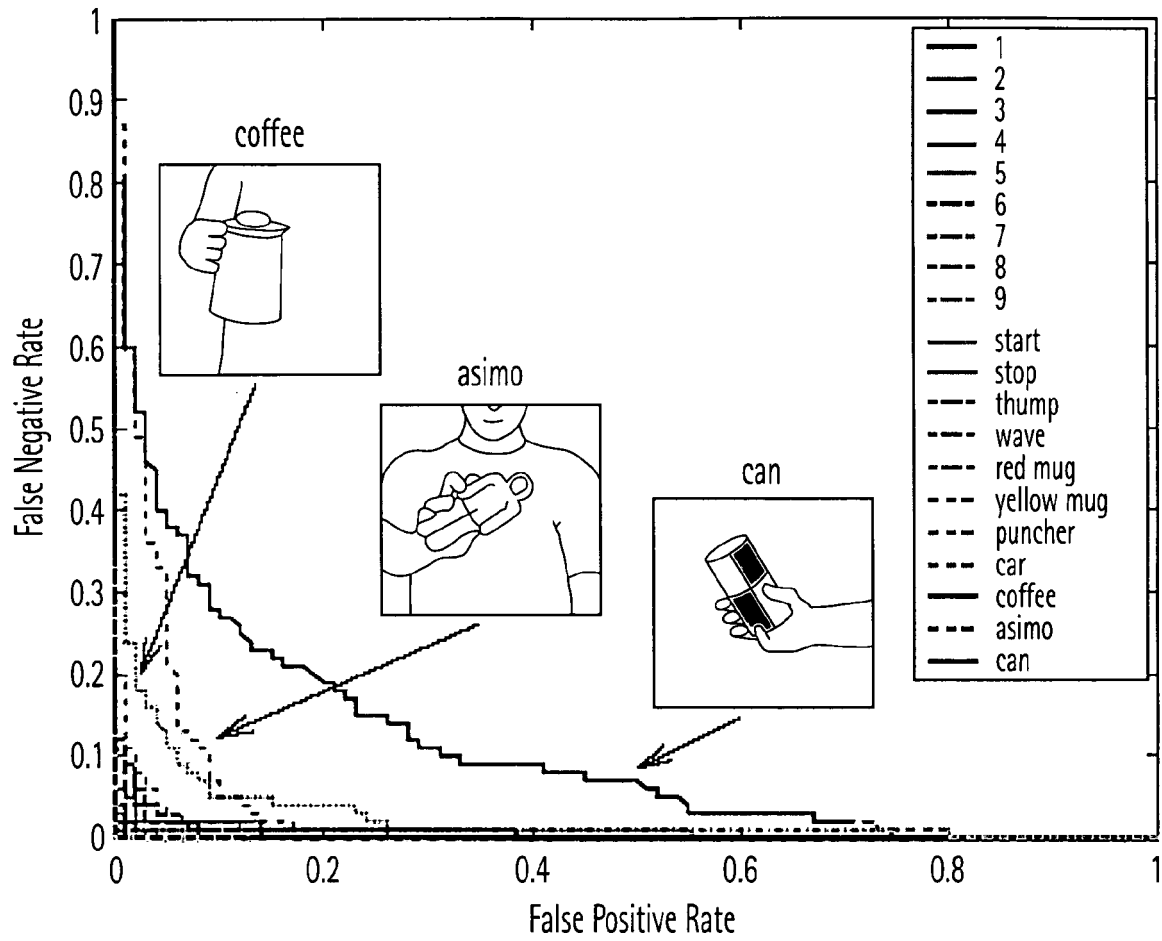 1
0.9
0.8
0.7
0.6
0.5
0.4
0.3
0.2
0.1
0
False Negative Rate
coffee
asimo
can
1
2
3
4
5
6
7
8
9
start
stop
thump
wave
red mug
yellow mug
puncher
car
coffee
asimo
can
0
0.2
0.4
0.6
0.8
1
False Positive Rate